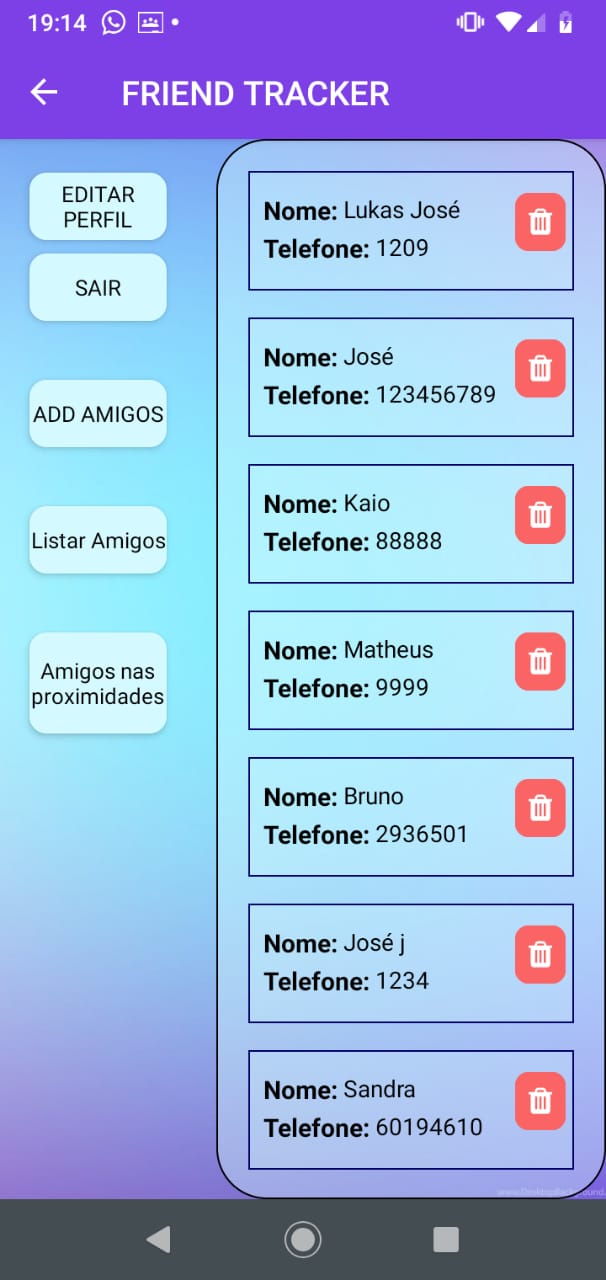 19:14
FRIEND TRACKER
EDITAR
PERFIL
SAIR
ADD AMIGOS
Listar Amigos
Amigos nas
proximidades
Nome: Lukas José
Telefone: 1209
Nome: José
Telefone: 123456789
Nome: Kaio
Telefone: 88888
Nome: Matheus
Telefone: 9999
Nome: Bruno
Telefone: 2936501
Nome: José j
Telefone: 1234
Nome: Sandra
Telefone: 60194610